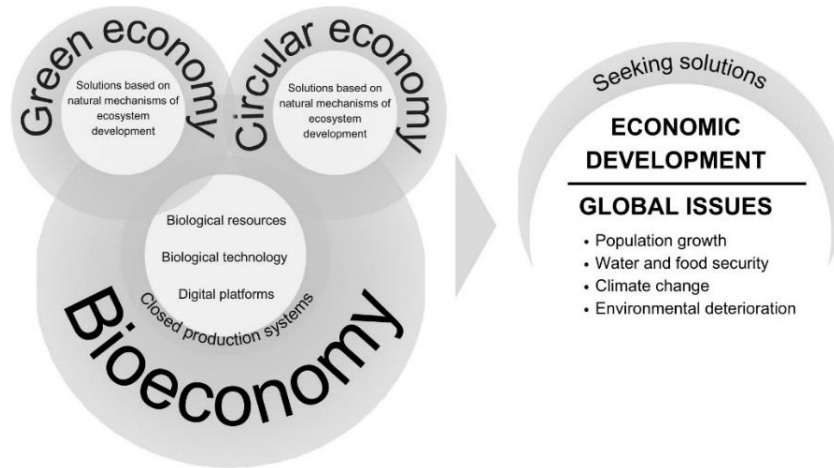 Green economy
Solutions based on
natural mechanisms of
ecosystem
development
Circular economy
Solutions based on
natural mechanisms of
ecosystem
development
Biological resources
Biological technology
Digital platforms
Closed production systems
Bioeconomy
Seeking solutions
ECONOMIC
DEVELOPMENT
GLOBAL ISSUES
• Population growth
• Water and food security
• Climate change
• Environmental deterioration